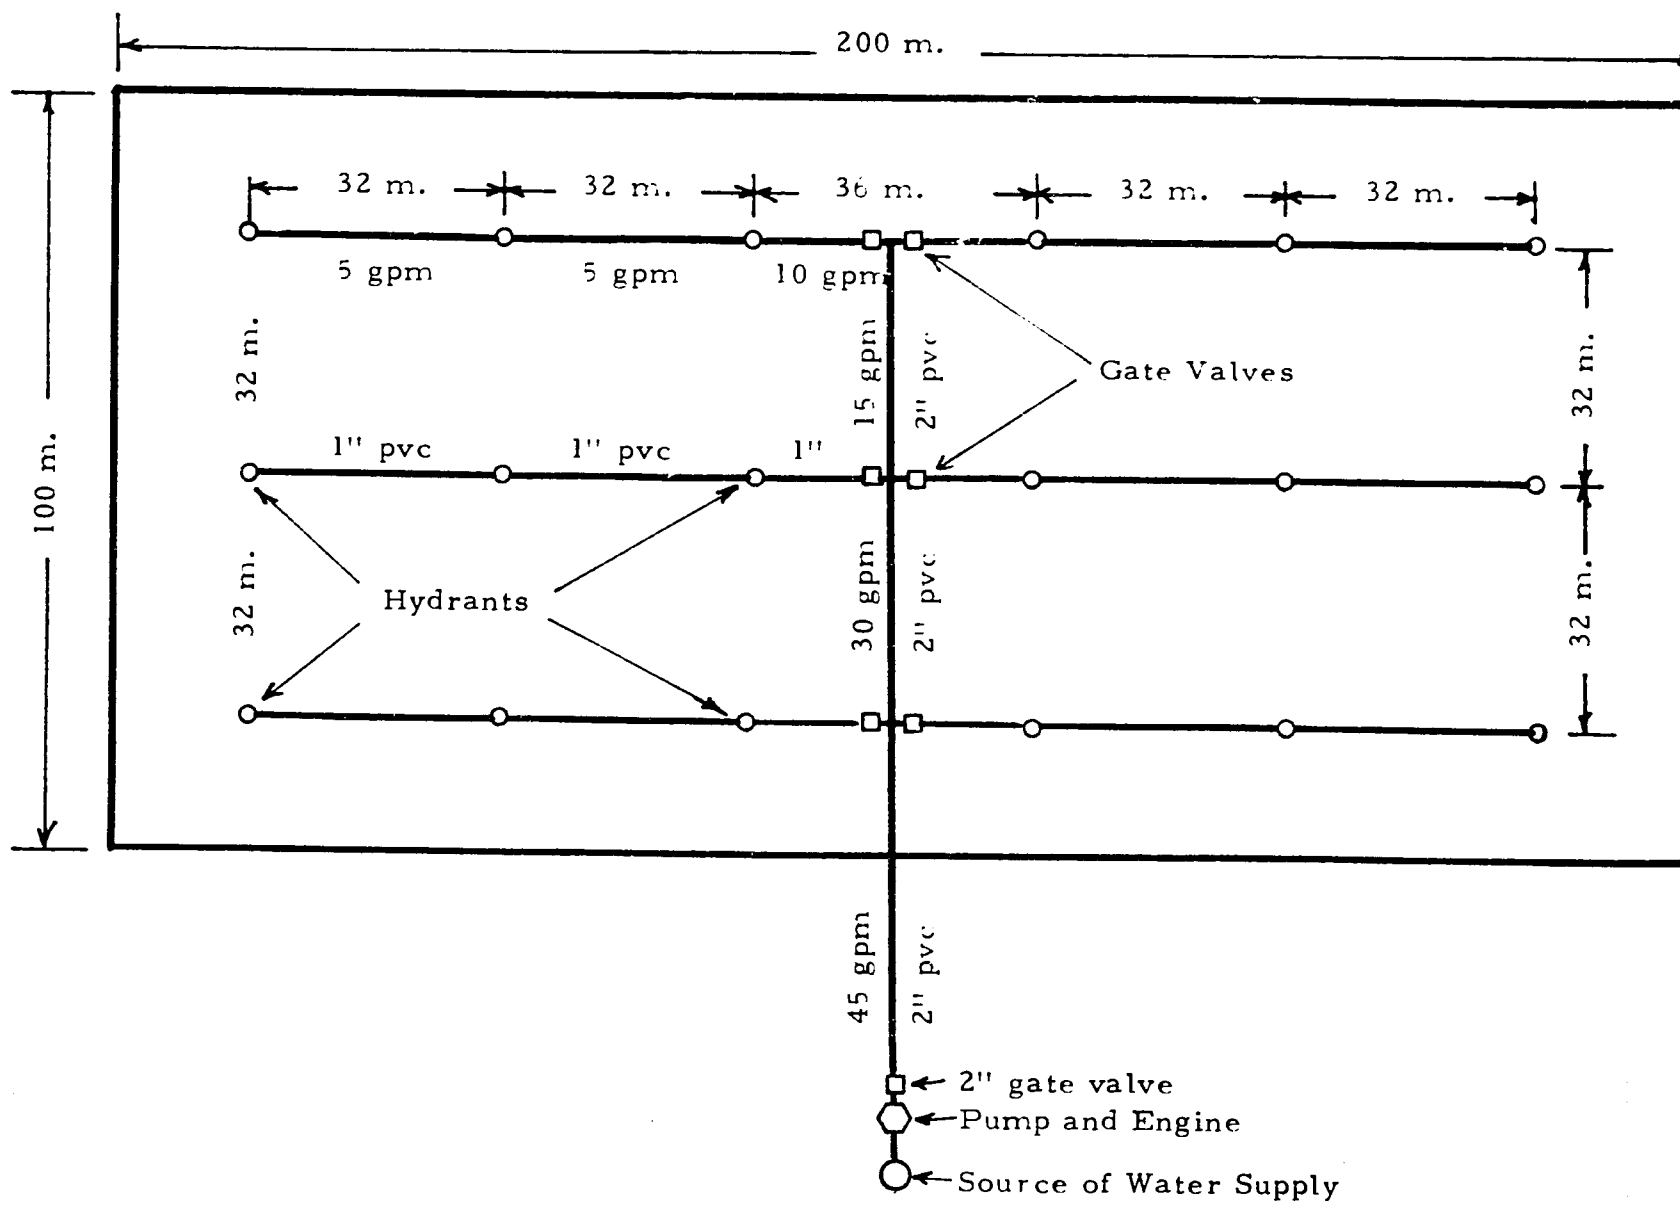 200 m.
32 m.
32 m.
36 m.
32 m.
32 m.
5 gpm
5 gpm
10 gpm
32 m.
15 gpm
2" pvc
Gate Valves
32 m.
100 m.
1" pvc
1" pvc
1"
32 m.
Hydrants
30 gpm
2" pvc
32 m.
45 gpm
2" pvc
2" gate valve
Pump and Engine
Source of Water Supply